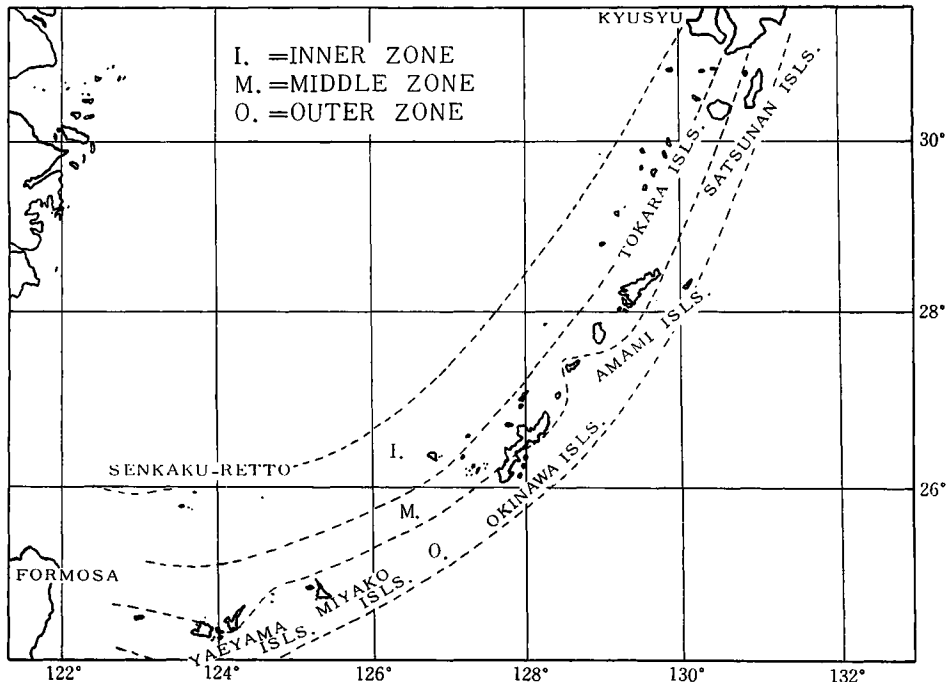 KYUSYU
I. =INNER ZONE
M. =MIDDLE ZONE
O. =OUTER ZONE
30°
TOKARA ISLS.
SATSUNAN ISLS.
28°
AMAMI ISLS.
I.
SENKAKU-RETTO
OKINAWA ISLS.
26°
M.
O.
FORMOSA
MIYAKO
ISLS.
YAEYAMA
ISLS.
122°
124°
126°
128°
130°
132°